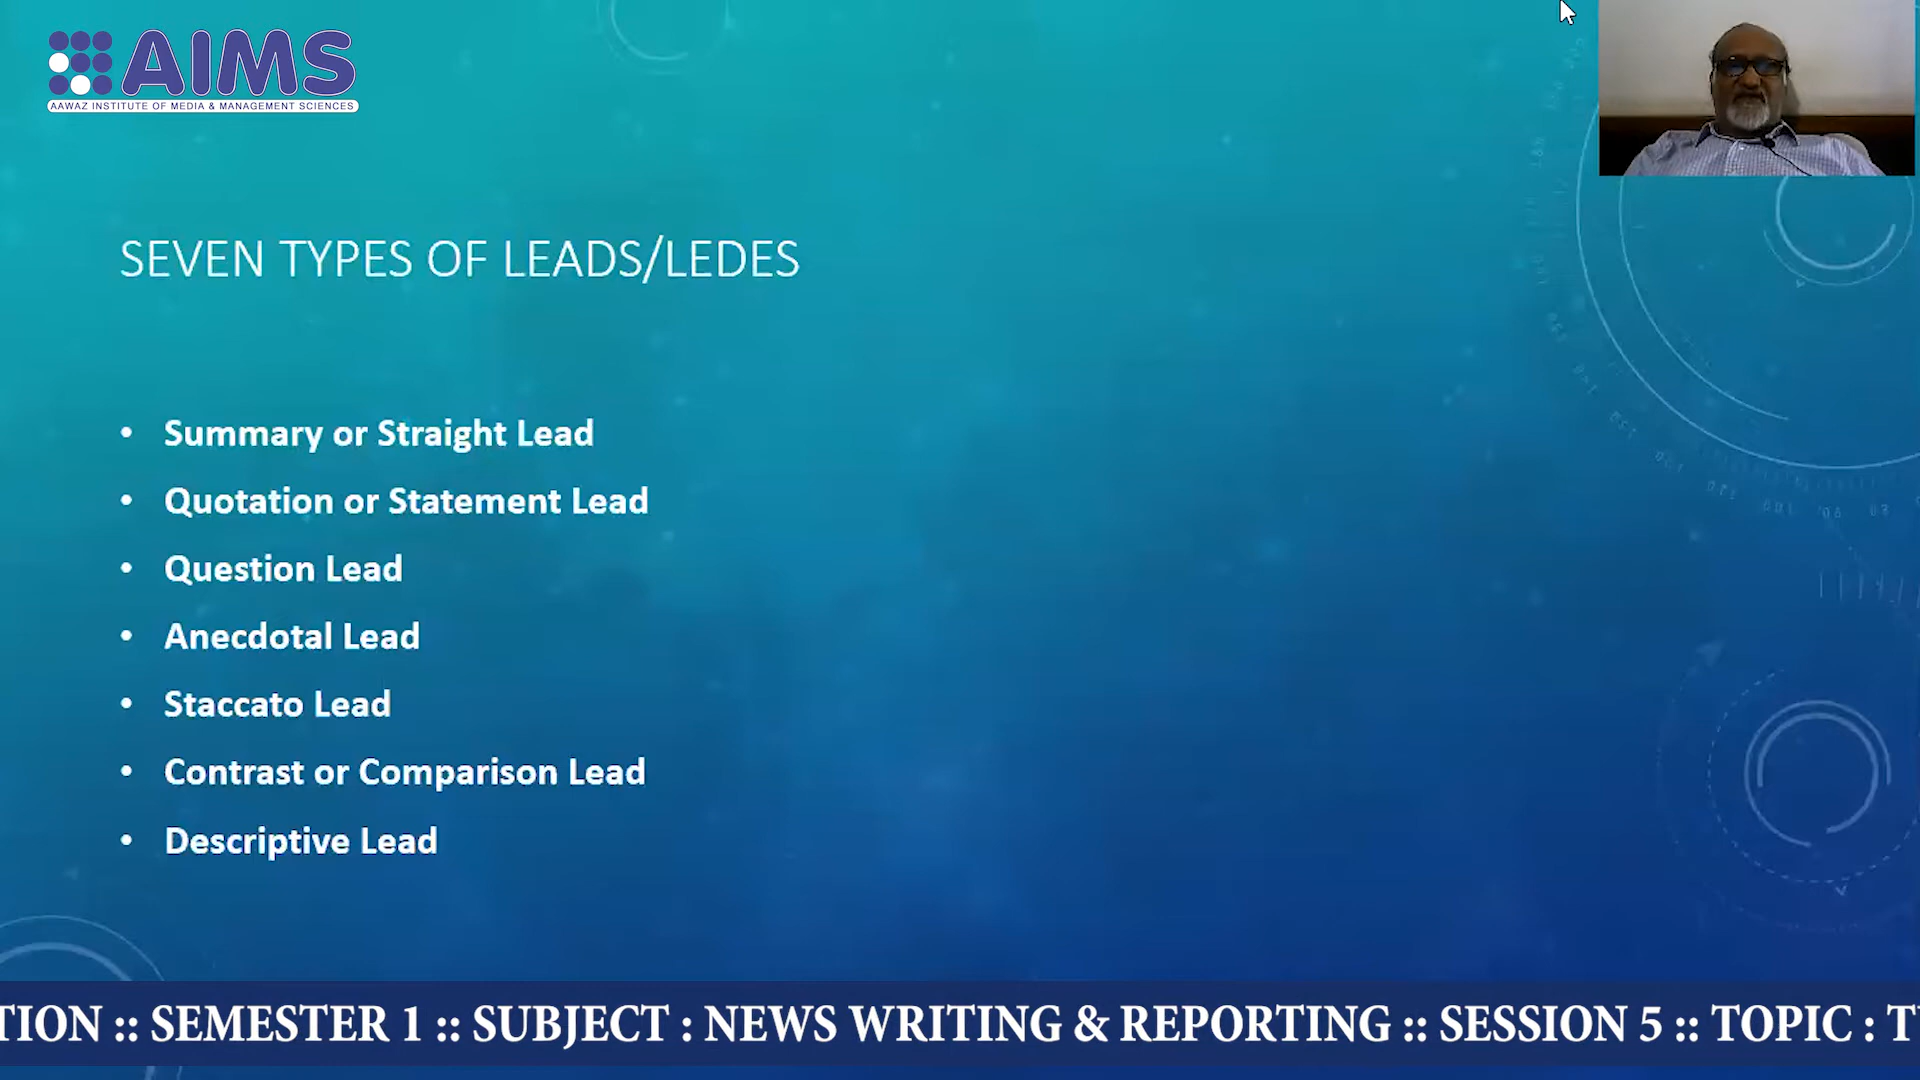 AIMS
AAWAZ INSTITUTE OF MEDIA & MANAGEMENT SCIENCES
SEVEN TYPES OF LEADS/LEDES
• Summary or Straight Lead
• Quotation or Statement Lead
• Question Lead
• Anecdotal Lead
• Staccato Lead
• Contrast or Comparison Lead
• Descriptive Lead
TION :: SEMESTER 1 :: SUBJECT : NEWS WRITING & REPORTING :: SESSION 5 :: TOPIC : T